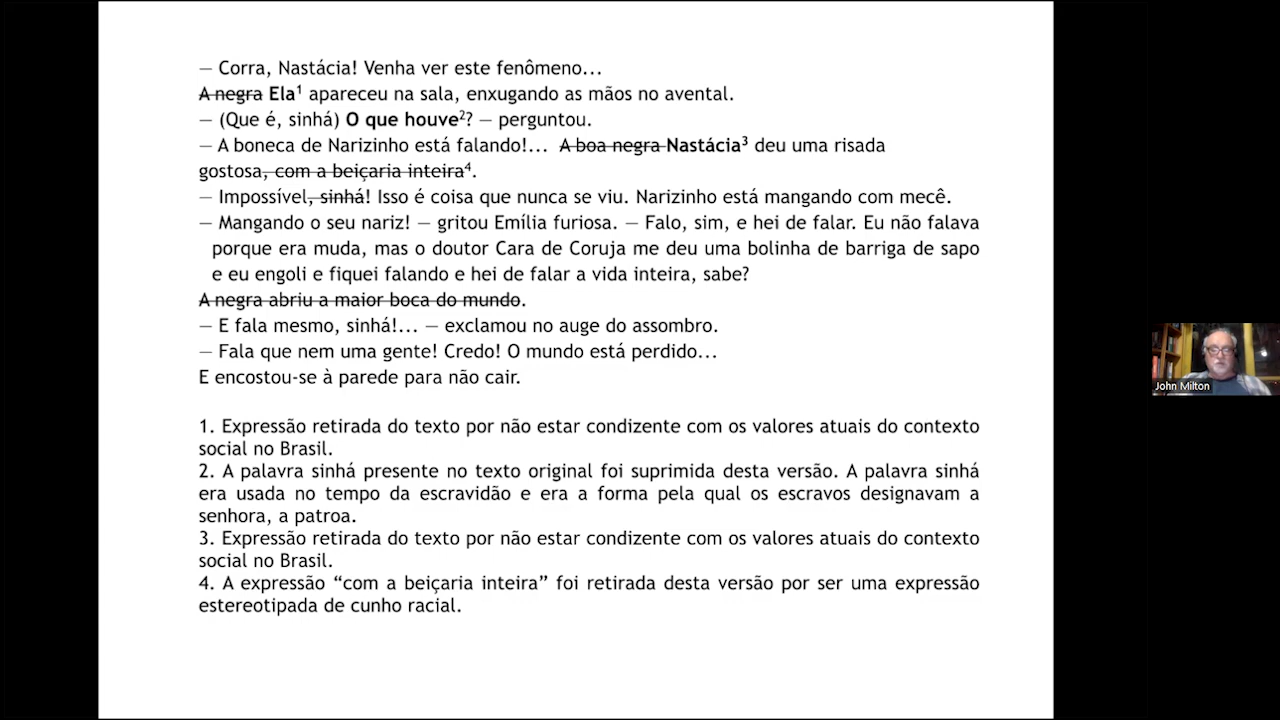 — Corra, Nastácia! Venha ver este fenômeno...
A negra Ela¹ apareceu na sala, enxugando as mãos no avental.
— (Que é, sinhá) O que houve²? — perguntou.
— A boneca de Narizinho está falando!... A boa negra Nastácia³ deu uma risada
gostosa, com a beiçaria inteira⁴.
— Impossível, sinhá! Isso é coisa que nunca se viu. Narizinho está mangando com mecê.
— Mangando o seu nariz! — gritou Emília furiosa. — Falo, sim, e hei de falar. Eu não falava
porque era muda, mas o doutor Cara de Coruja me deu uma bolinha de barriga de sapo
e eu engoli e fiquei falando e hei de falar a vida inteira, sabe?
A negra abriu a maior boca do mundo.
— E fala mesmo, sinhá!... — exclamou no auge do assombro.
— Fala que nem uma gente! Credo! O mundo está perdido...
E encostou-se à parede para não cair.
1. Expressão retirada do texto por não estar condizente com os valores atuais do contexto
social no Brasil.
2. A palavra sinhá presente no texto original foi suprimida desta versão. A palavra sinhá
era usada no tempo da escravidão e era a forma pela qual os escravos designavam a
senhora, a patroa.
3. Expressão retirada do texto por não estar condizente com os valores atuais do contexto
social no Brasil.
4. A expressão “com a beiçaria inteira” foi retirada desta versão por ser uma expressão
estereotipada de cunho racial.
John Milton